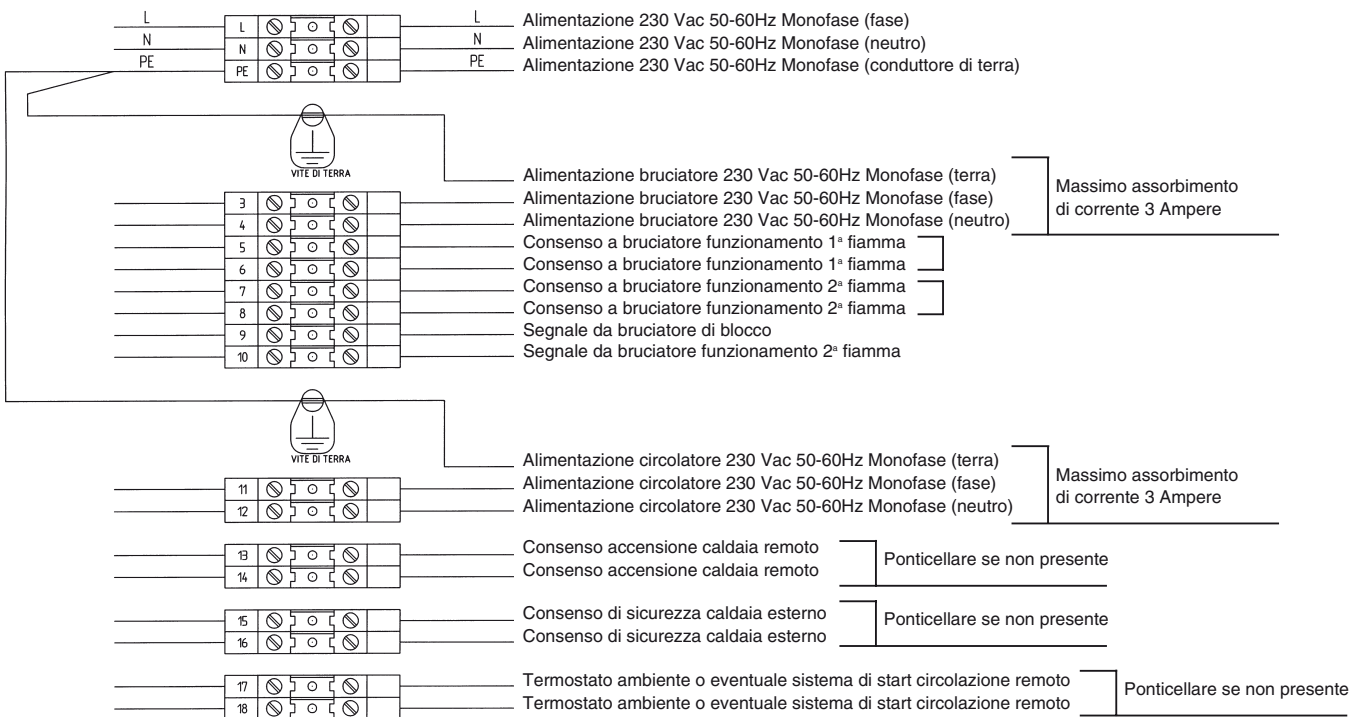 L L L Alimentazione 230 Vac 50-60Hz Monofase (fase)
N N N Alimentazione 230 Vac 50-60Hz Monofase (neutro)
PE PE PE Alimentazione 230 Vac 50-60Hz Monofase (conduttore di terra)
VITE DI TERRA
Alimentazione bruciatore 230 Vac 50-60Hz Monofase (terra)
3 Alimentazione bruciatore 230 Vac 50-60Hz Monofase (fase)
4 Alimentazione bruciatore 230 Vac 50-60Hz Monofase (neutro)
Massimo assorbimento
di corrente 3 Ampere
5 Consenso a bruciatore funzionamento 1ª fiamma
6 Consenso a bruciatore funzionamento 1ª fiamma
7 Consenso a bruciatore funzionamento 2ª fiamma
8 Consenso a bruciatore funzionamento 2ª fiamma
9 Segnale da bruciatore di blocco
10 Segnale da bruciatore funzionamento 2ª fiamma
VITE DI TERRA
Alimentazione circolatore 230 Vac 50-60Hz Monofase (terra)
11 Alimentazione circolatore 230 Vac 50-60Hz Monofase (fase)
12 Alimentazione circolatore 230 Vac 50-60Hz Monofase (neutro)
Massimo assorbimento
di corrente 3 Ampere
13 Consenso accensione caldaia remoto
14 Consenso accensione caldaia remoto
Ponticellare se non presente
15 Consenso di sicurezza caldaia esterno
16 Consenso di sicurezza caldaia esterno
Ponticellare se non presente
17 Termostato ambiente o eventuale sistema di start circolazione remoto
18 Termostato ambiente o eventuale sistema di start circolazione remoto
Ponticellare se non presente